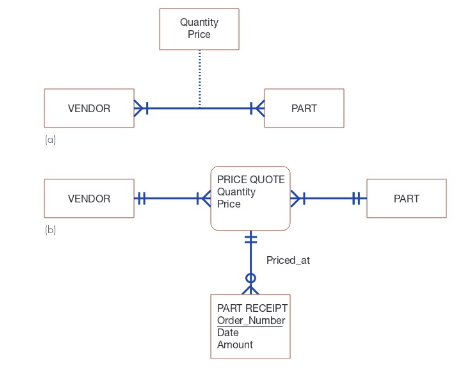 Quantity
Price
VENDOR
PART
(a)
PRICE QUOTE
Quantity
Price
VENDOR
PART
(b)
Priced_at
PART RECEIPT
Order_Number
Date
Amount